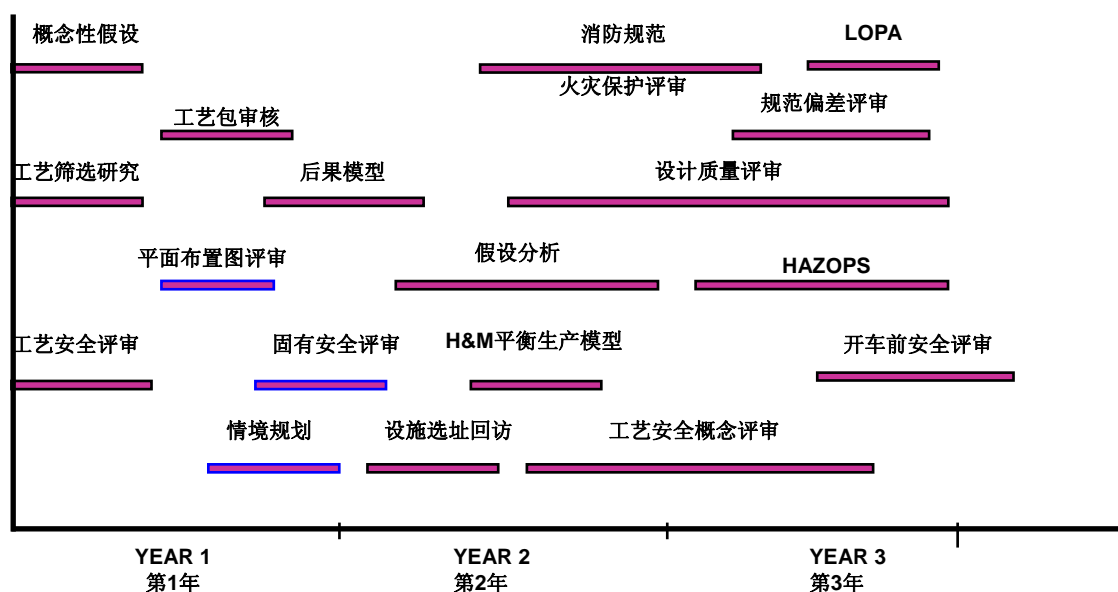 概念性假设
消防规范
LOPA
火灾保护评审
规范偏差评审
工艺包审核
工艺筛选研究
后果模型
设计质量评审
平面布置图评审
假设分析
HAZOPS
工艺安全评审
固有安全评审
H&M平衡生产模型
开车前安全评审
情境规划
设施选址回访
工艺安全概念评审
YEAR 1
YEAR 2
YEAR 3
第1年
第2年
第3年